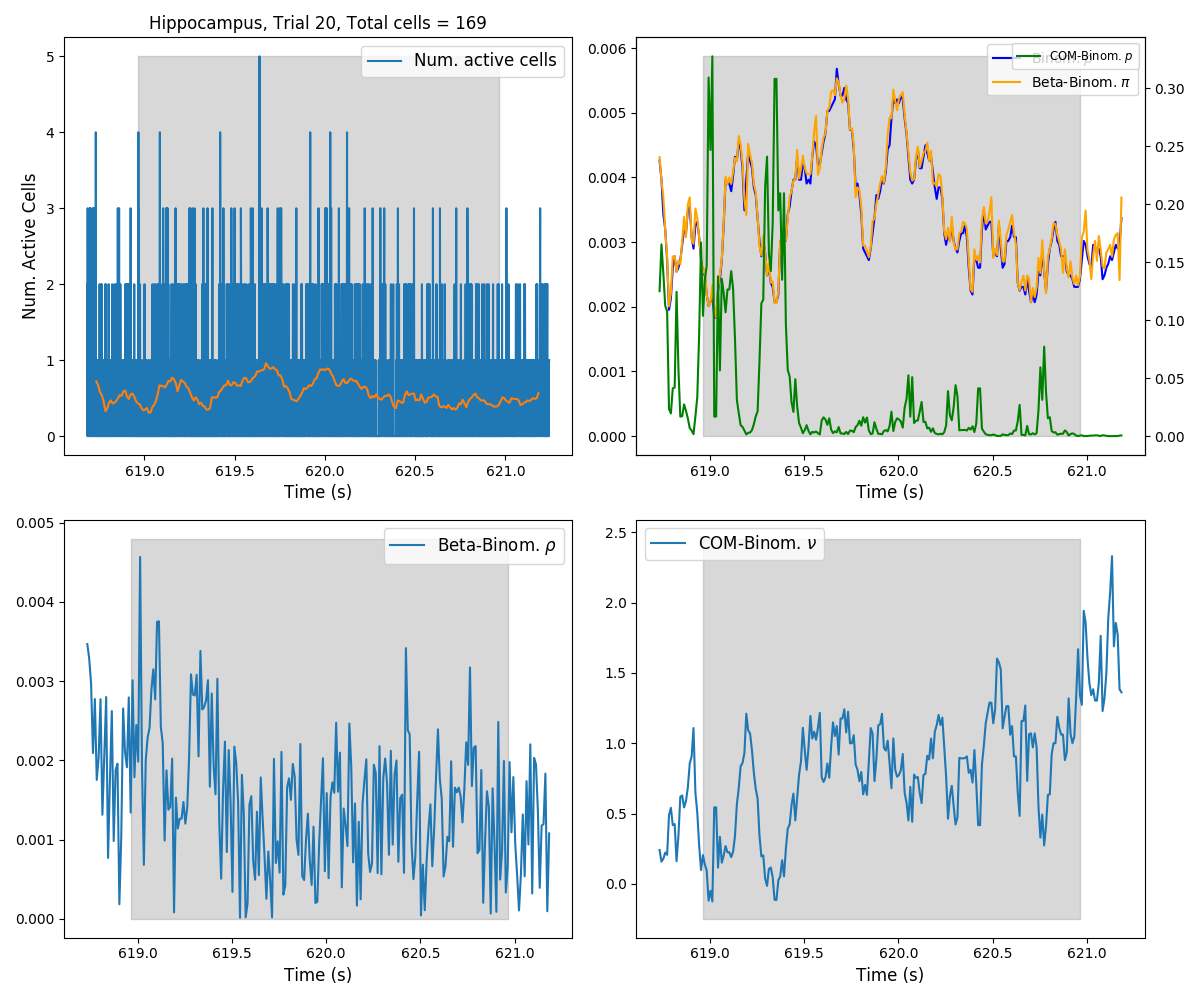 Hippocampus, Trial 20, Total cells = 169
Num. active cells
Num. Active Cells
5
4
3
2
1
0
619.0 619.5 620.0 620.5 621.0
Time (s)
COM-Binom. p
Beta-Binom. π
0.006
0.005
0.004
0.003
0.002
0.001
0.000
0.30
0.25
0.20
0.15
0.10
0.05
0.00
619.0 619.5 620.0 620.5 621.0
Time (s)
Beta-Binom. ρ
0.005
0.004
0.003
0.002
0.001
0.000
619.0 619.5 620.0 620.5 621.0
Time (s)
COM-Binom. ν
2.5
2.0
1.5
1.0
0.5
0.0
619.0 619.5 620.0 620.5 621.0
Time (s)